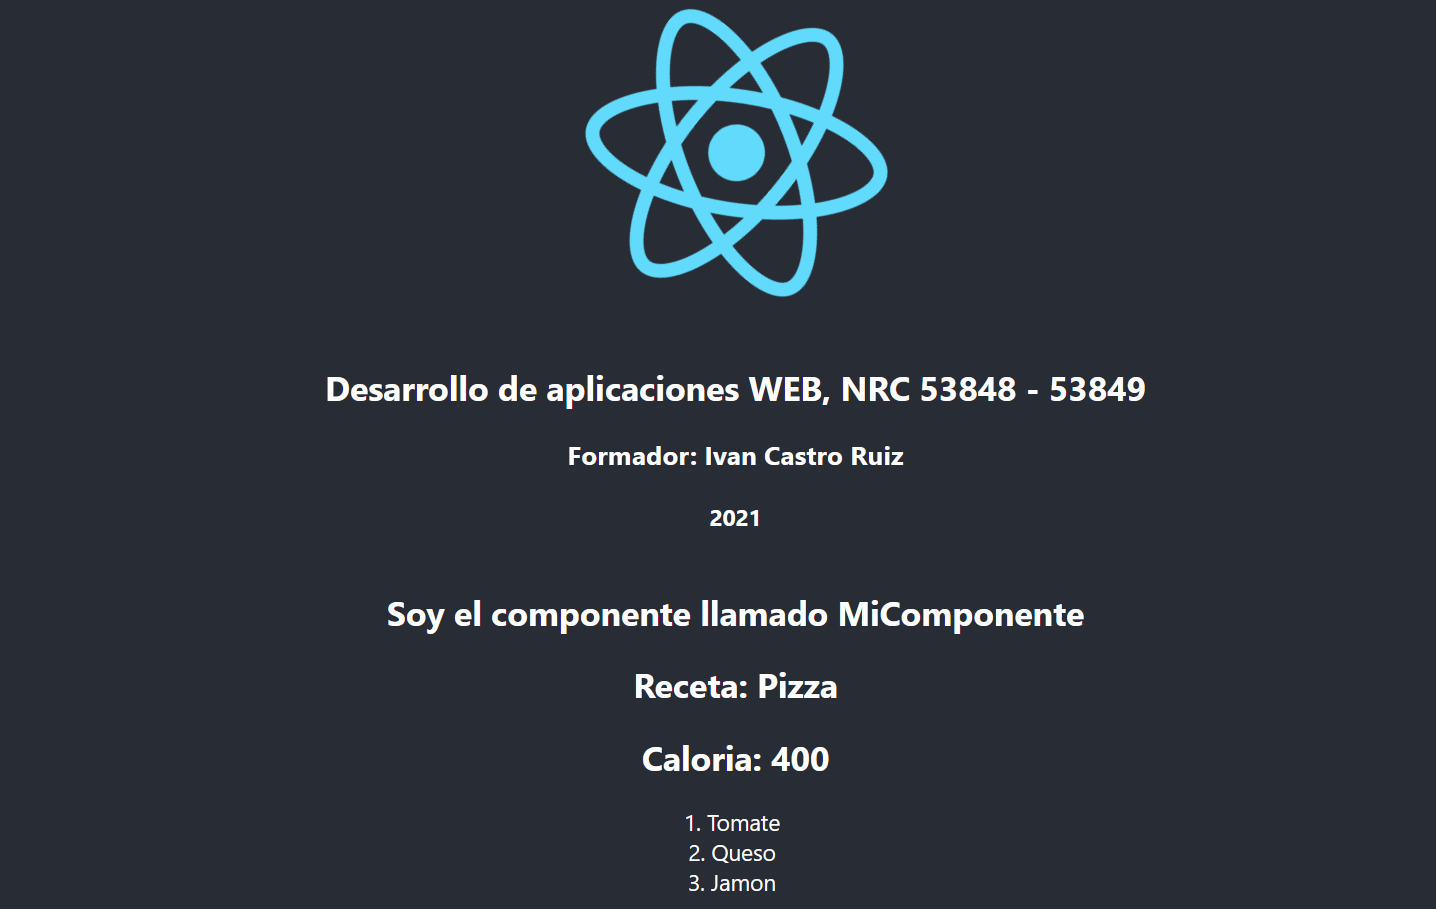 Desarrollo de aplicaciones WEB, NRC 53848 - 53849
Formador: Ivan Castro Ruiz
2021
Soy el componente llamado MiComponente
Receta: Pizza
Caloria: 400
1. Tomate
2. Queso
3. Jamon